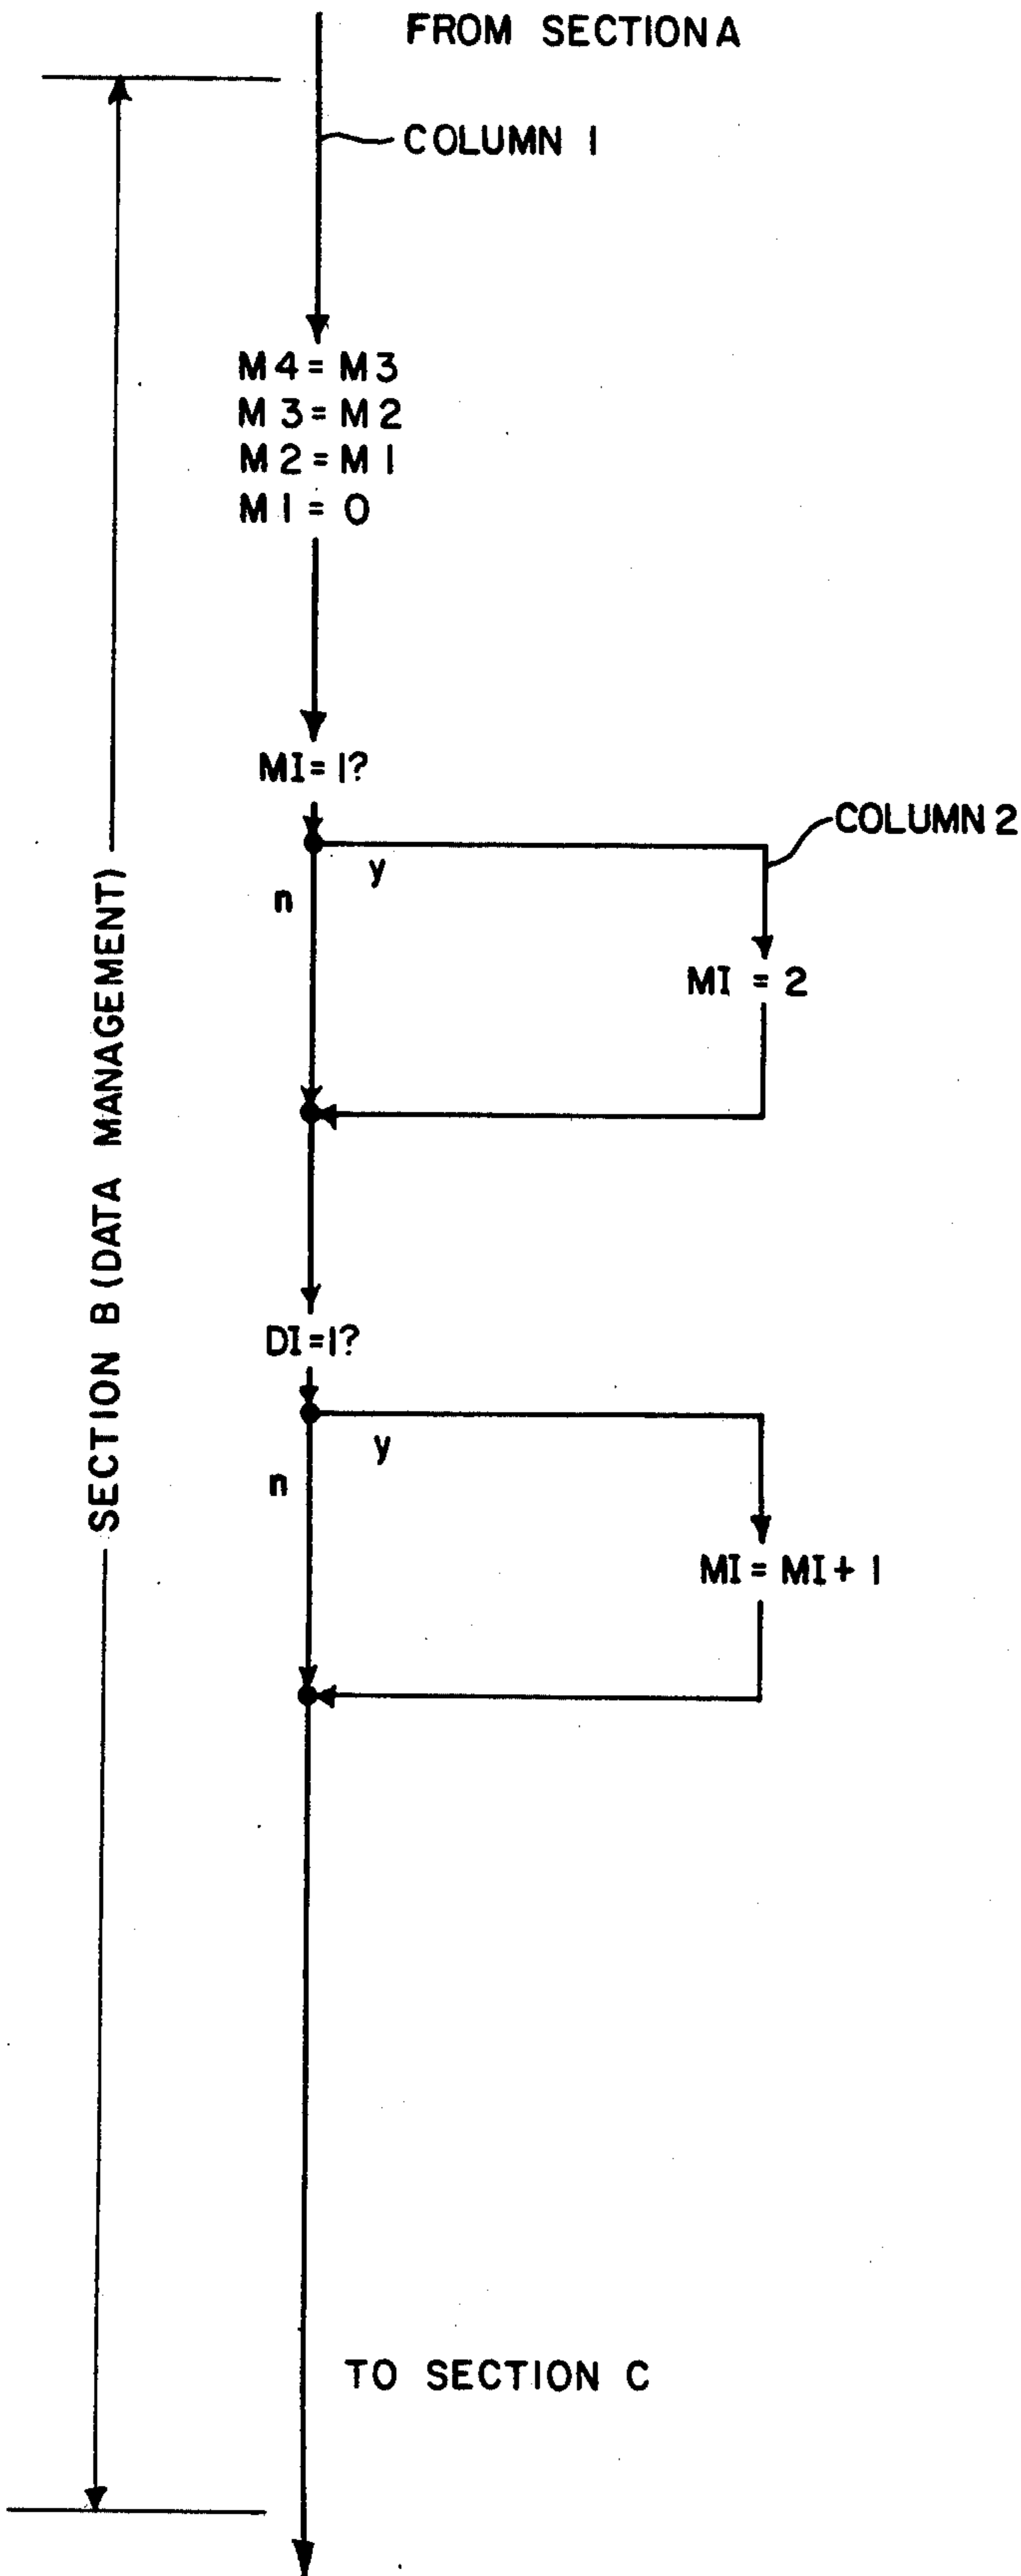 FROM SECTION A
COLUMN 1
M4 = M3
M3 = M2
M2 = M1
M1 = 0
MI = 1?
COLUMN 2
y
n
MI = 2
SECTION B (DATA MANAGEMENT)
DI = 1?
y
n
MI = MI + 1
TO SECTION C